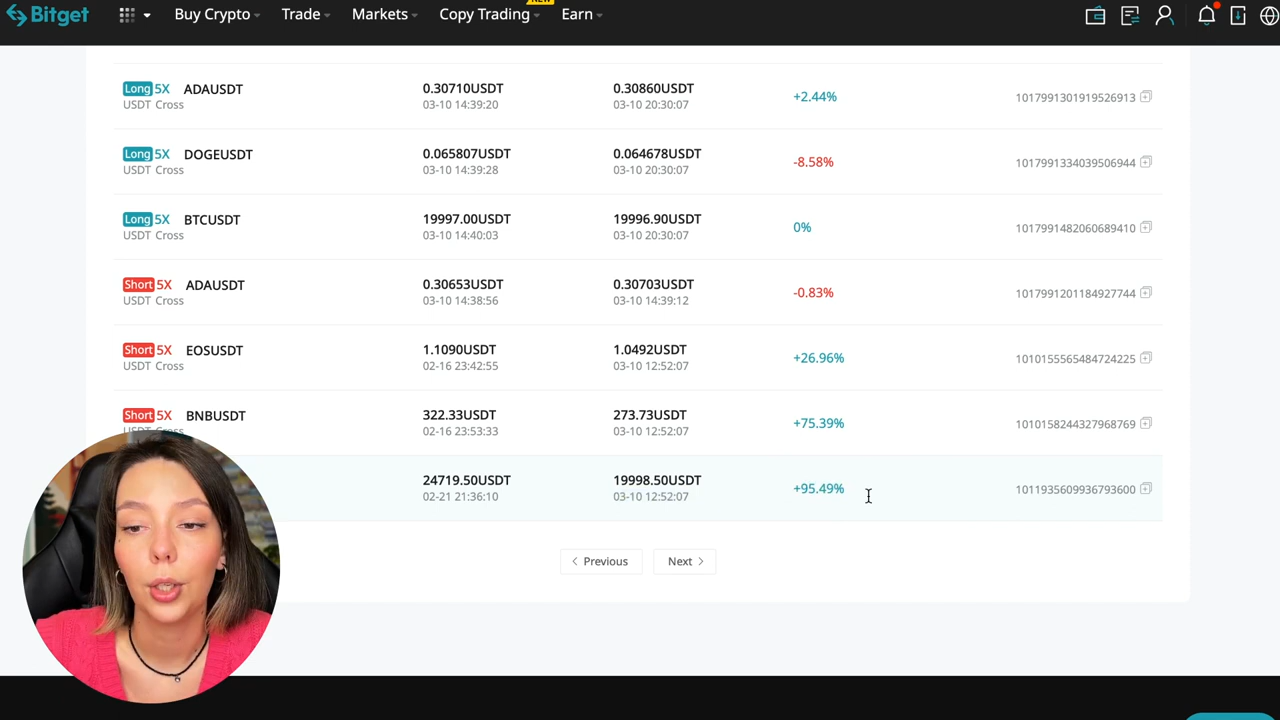 Bitget Buy Crypto Trade Markets Copy Trading NEW Earn
Long 5X ADAUSDT 0.30710USDT 0.30860USDT +2.44% 1017991301919526913
USDT Cross 03-10 14:39:20 03-10 20:30:07
Long 5X DOGEUSDT 0.065807USDT 0.064678USDT -8.58% 1017991334039506944
USDT Cross 03-10 14:39:28 03-10 20:30:07
Long 5X BTCUSDT 19997.00USDT 19996.90USDT 0% 1017991482060689410
USDT Cross 03-10 14:40:03 03-10 20:30:07
Short 5X ADAUSDT 0.30653USDT 0.30703USDT -0.83% 1017991201184927744
USDT Cross 03-10 14:38:56 03-10 14:39:12
Short 5X EOSUSDT 1.1090USDT 1.0492USDT +26.96% 1010155565484724225
USDT Cross 02-16 23:42:55 03-10 12:52:07
Short 5X BNBUSDT 322.33USDT 273.73USDT +75.39% 1010158244327968769
USDT Cross 02-16 23:53:33 03-10 12:52:07
24719.50USDT 19998.50USDT +95.49% 1011935609936793600
02-21 21:36:10 03-10 12:52:07
Previous Next